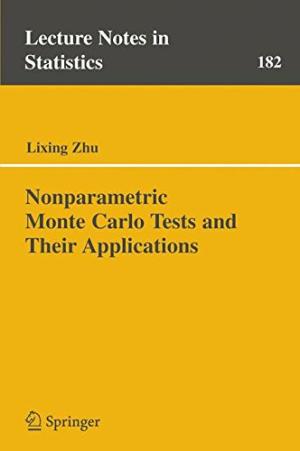 Lecture Notes in
Statistics
182
Lixing Zhu
Nonparametric
Monte Carlo Tests and
Their Applications
Springer